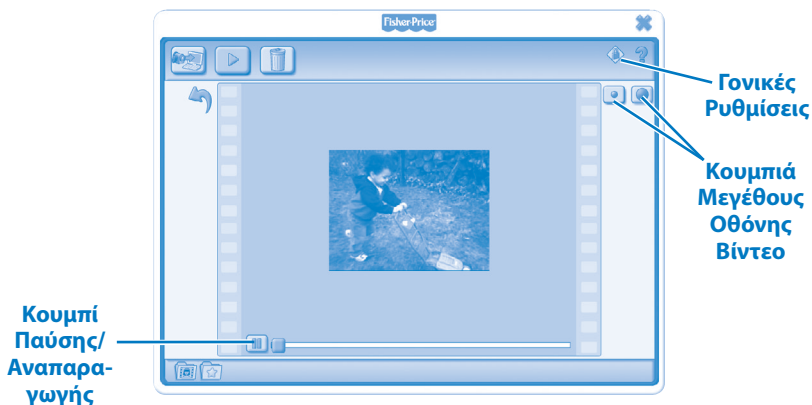 Fisher-Price
?
Γονικές
Ρυθμίσεις
Κουμπιά
Μεγέθους
Οθόνης
Βίντεο
Κουμπί
Παύσης/
Αναπαρα-
γωγής